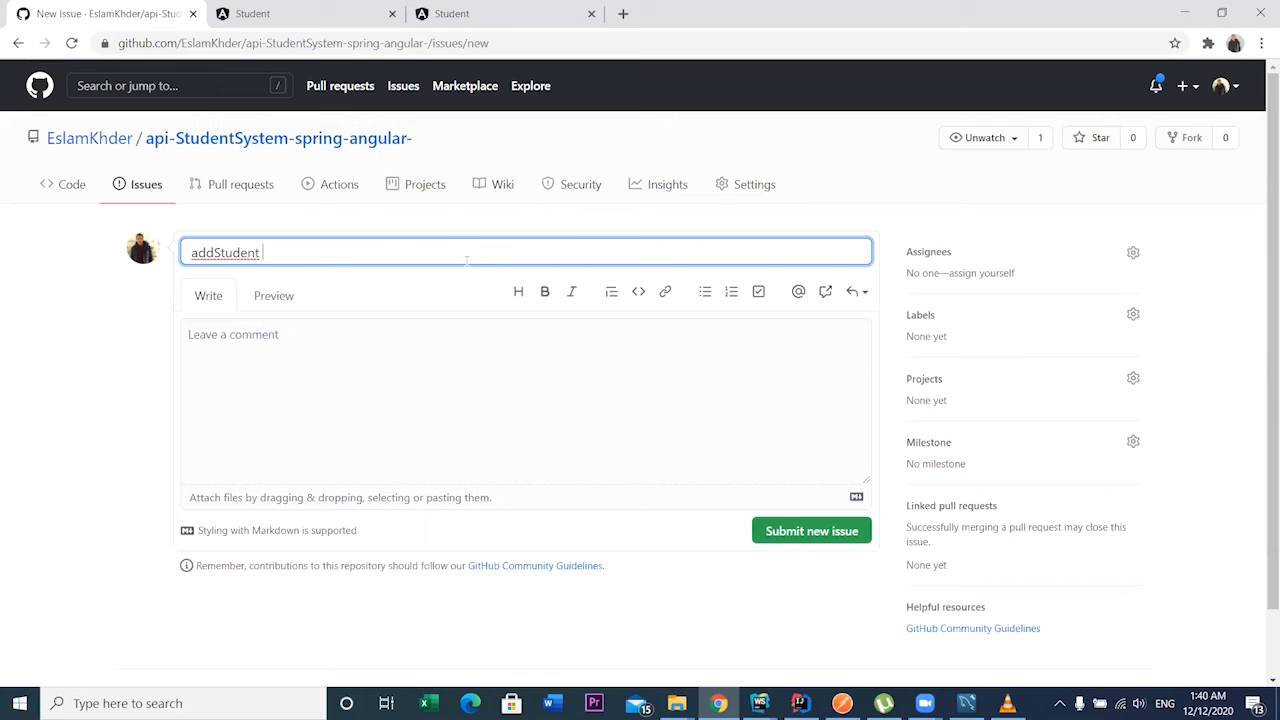 New Issue · EslamKhder/api-Stu
Student
Student
github.com/EslamKhder/api-StudentSystem-spring-angular-/issues/new
Search or jump to...
/
Pull requests
Issues
Marketplace
Explore
EslamKhder / api-StudentSystem-spring-angular-
Unwatch
1
Star
0
Fork
0
Code
Issues
Pull requests
Actions
Projects
Wiki
Security
Insights
Settings
addStudent
Write
Preview
Leave a comment
Attach files by dragging & dropping, selecting or pasting them.
Styling with Markdown is supported
Submit new issue
Remember, contributions to this repository should follow our GitHub Community Guidelines.
Assignees
No one—assign yourself
Labels
None yet
Projects
None yet
Milestone
No milestone
Linked pull requests
Successfully merging a pull request may close this
issue.
None yet
Helpful resources
GitHub Community Guidelines
Type here to search
15
ENG
1:40 AM
12/12/2020
13